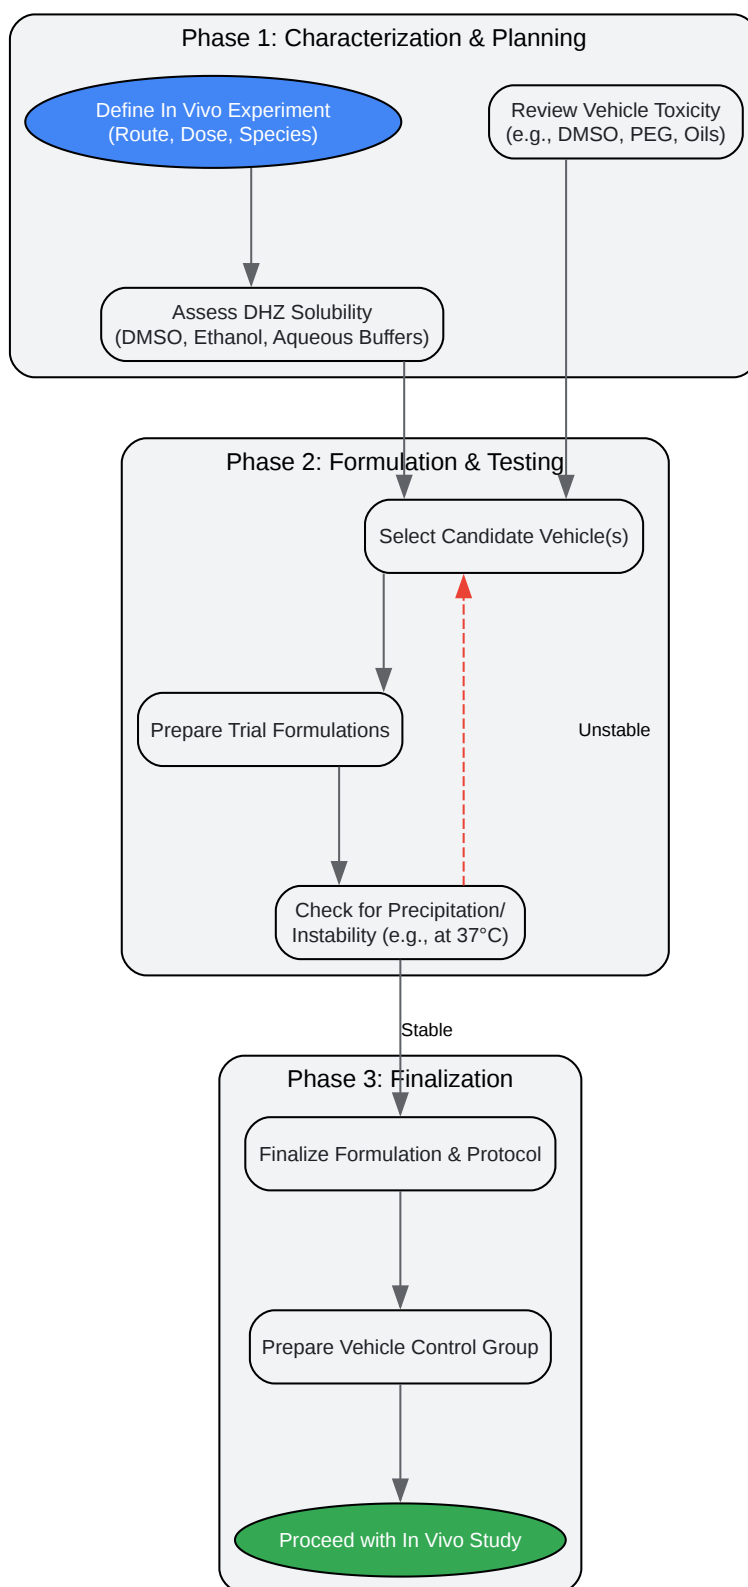 Phase 1: Characterization & Planning
Define In Vivo Experiment
(Route, Dose, Species)
Review Vehicle Toxicity
(e.g., DMSO, PEG, Oils)
Assess DHZ Solubility
(DMSO, Ethanol, Aqueous Buffers)
Phase 2: Formulation & Testing
Select Candidate Vehicle(s)
Prepare Trial Formulations
Unstable
Check for Precipitation/
Instability (e.g., at 37°C)
Stable
Phase 3: Finalization
Finalize Formulation & Protocol
Prepare Vehicle Control Group
Proceed with In Vivo Study